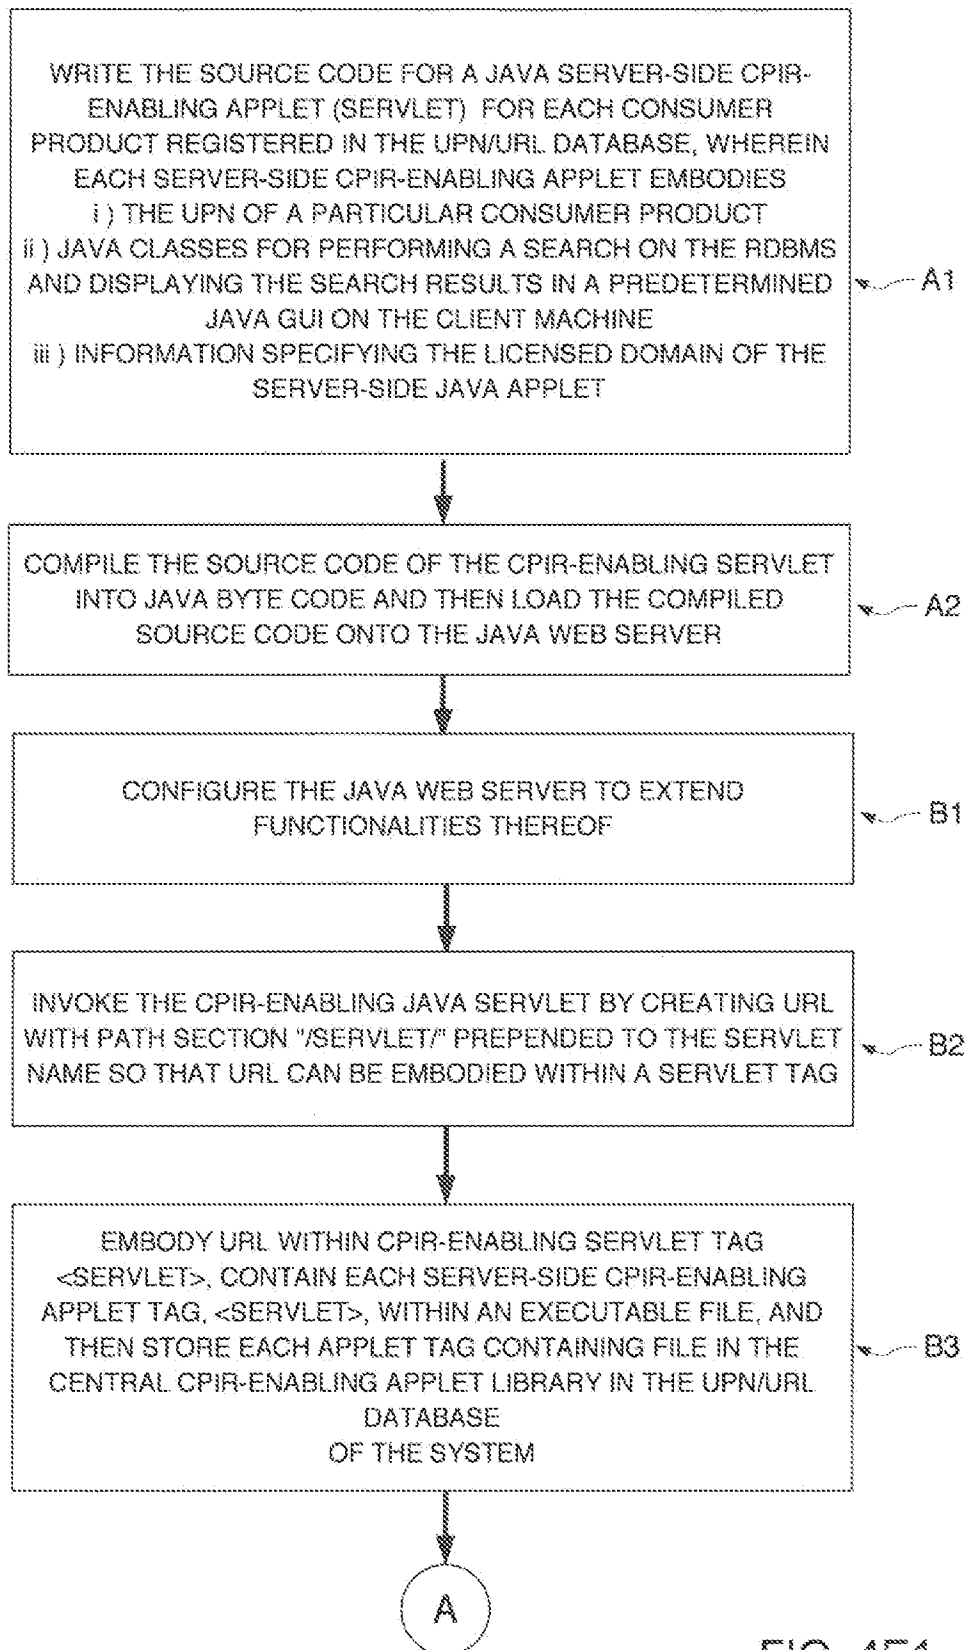 WRITE THE SOURCE CODE FOR A JAVA SERVER-SIDE CPIR-
ENABLING APPLET (SERVLET) FOR EACH CONSUMER
PRODUCT REGISTERED IN THE UPN/URL DATABASE, WHEREIN
EACH SERVER-SIDE CPIR-ENABLING APPLET EMBODIES
i ) THE UPN OF A PARTICULAR CONSUMER PRODUCT
ii ) JAVA CLASSES FOR PERFORMING A SEARCH ON THE RDBMS
AND DISPLAYING THE SEARCH RESULTS IN A PREDETERMINED
JAVA GUI ON THE CLIENT MACHINE
iii ) INFORMATION SPECIFYING THE LICENSED DOMAIN OF THE
SERVER-SIDE JAVA APPLET
A1
COMPILE THE SOURCE CODE OF THE CPIR-ENABLING SERVLET
INTO JAVA BYTE CODE AND THEN LOAD THE COMPILED
SOURCE CODE ONTO THE JAVA WEB SERVER
A2
CONFIGURE THE JAVA WEB SERVER TO EXTEND
FUNCTIONALITIES THEREOF
B1
INVOKE THE CPIR-ENABLING JAVA SERVLET BY CREATING URL
WITH PATH SECTION "/SERVLET/" PREPENDED TO THE SERVLET
NAME SO THAT URL CAN BE EMBODIED WITHIN A SERVLET TAG
B2
EMBODY URL WITHIN CPIR-ENABLING SERVLET TAG
<SERVLET>, CONTAIN EACH SERVER-SIDE CPIR-ENABLING
APPLET TAG, <SERVLET>, WITHIN AN EXECUTABLE FILE, AND
THEN STORE EACH APPLET TAG CONTAINING FILE IN THE
CENTRAL CPIR-ENABLING APPLET LIBRARY IN THE UPN/URL
DATABASE
OF THE SYSTEM
B3
A